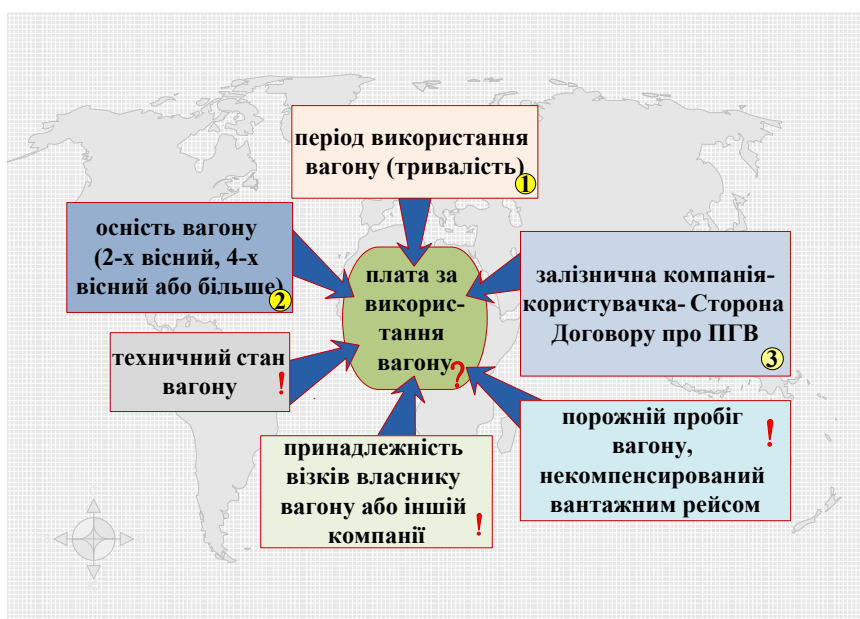 період використання
вагону (тривалість)
1
осність вагону
(2-х вісний, 4-х
вісний або більше)
2
плата за
викорис-
тання
вагону?
залізнична компанія-
користувачка- Сторона
Договору про ПГВ
3
техничний стан
вагону !
принадлежність
візків власнику
вагону або іншій
компанії !
порожній пробіг !
вагону,
некомпенсирований
вантажним рейсом